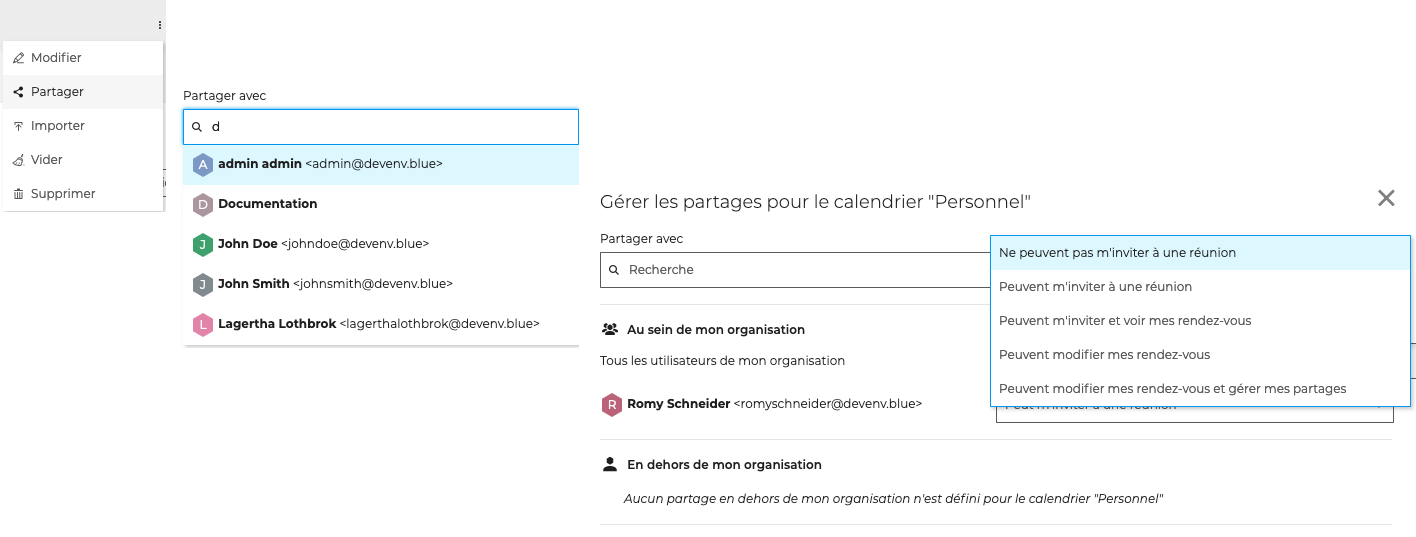 Modifier
Partager
Importer
Vider
Supprimer
Partager avec
d
A admin admin <admin@devenv.blue>
D Documentation
J John Doe <johndoe@devenv.blue>
J John Smith <johnsmith@devenv.blue>
L Lagertha Lothbrok <lagerthalothbrok@devenv.blue>
Gérer les partages pour le calendrier "Personnel"
Partager avec
Recherche
Ne peuvent pas m'inviter à une réunion
Peuvent m'inviter à une réunion
Peuvent m'inviter et voir mes rendez-vous
Peuvent modifier mes rendez-vous
Peuvent modifier mes rendez-vous et gérer mes partages
Au sein de mon organisation
Tous les utilisateurs de mon organisation
R Romy Schneider <romyschneider@devenv.blue>
Peut m'inviter à une réunion
En dehors de mon organisation
Aucun partage en dehors de mon organisation n'est défini pour le calendrier "Personnel"